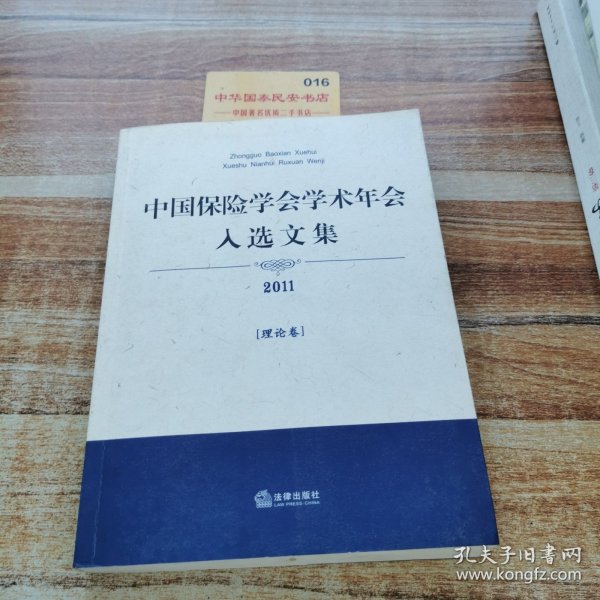 016
中华国泰民安书店
——中国著名优质二手书店——
Zhongguo Baoxian Xuehui
Xueshu Nianhui Ruxuan Wenji
中国保险学会学术年会
入选文集
2011
[理论卷]
法律出版社
LAW PRESS·CHINA
孔夫子旧书网
www.kongfz.com